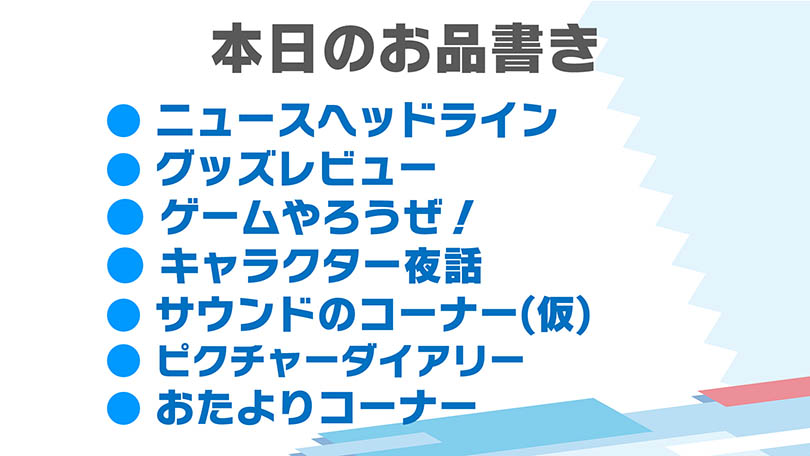 本日のお品書き
● ニュースヘッドライン
● グッズレビュー
● ゲームやろうぜ！
● キャラクター夜話
● サウンドのコーナー(仮)
● ピクチャーダイアリー
● おたよりコーナー